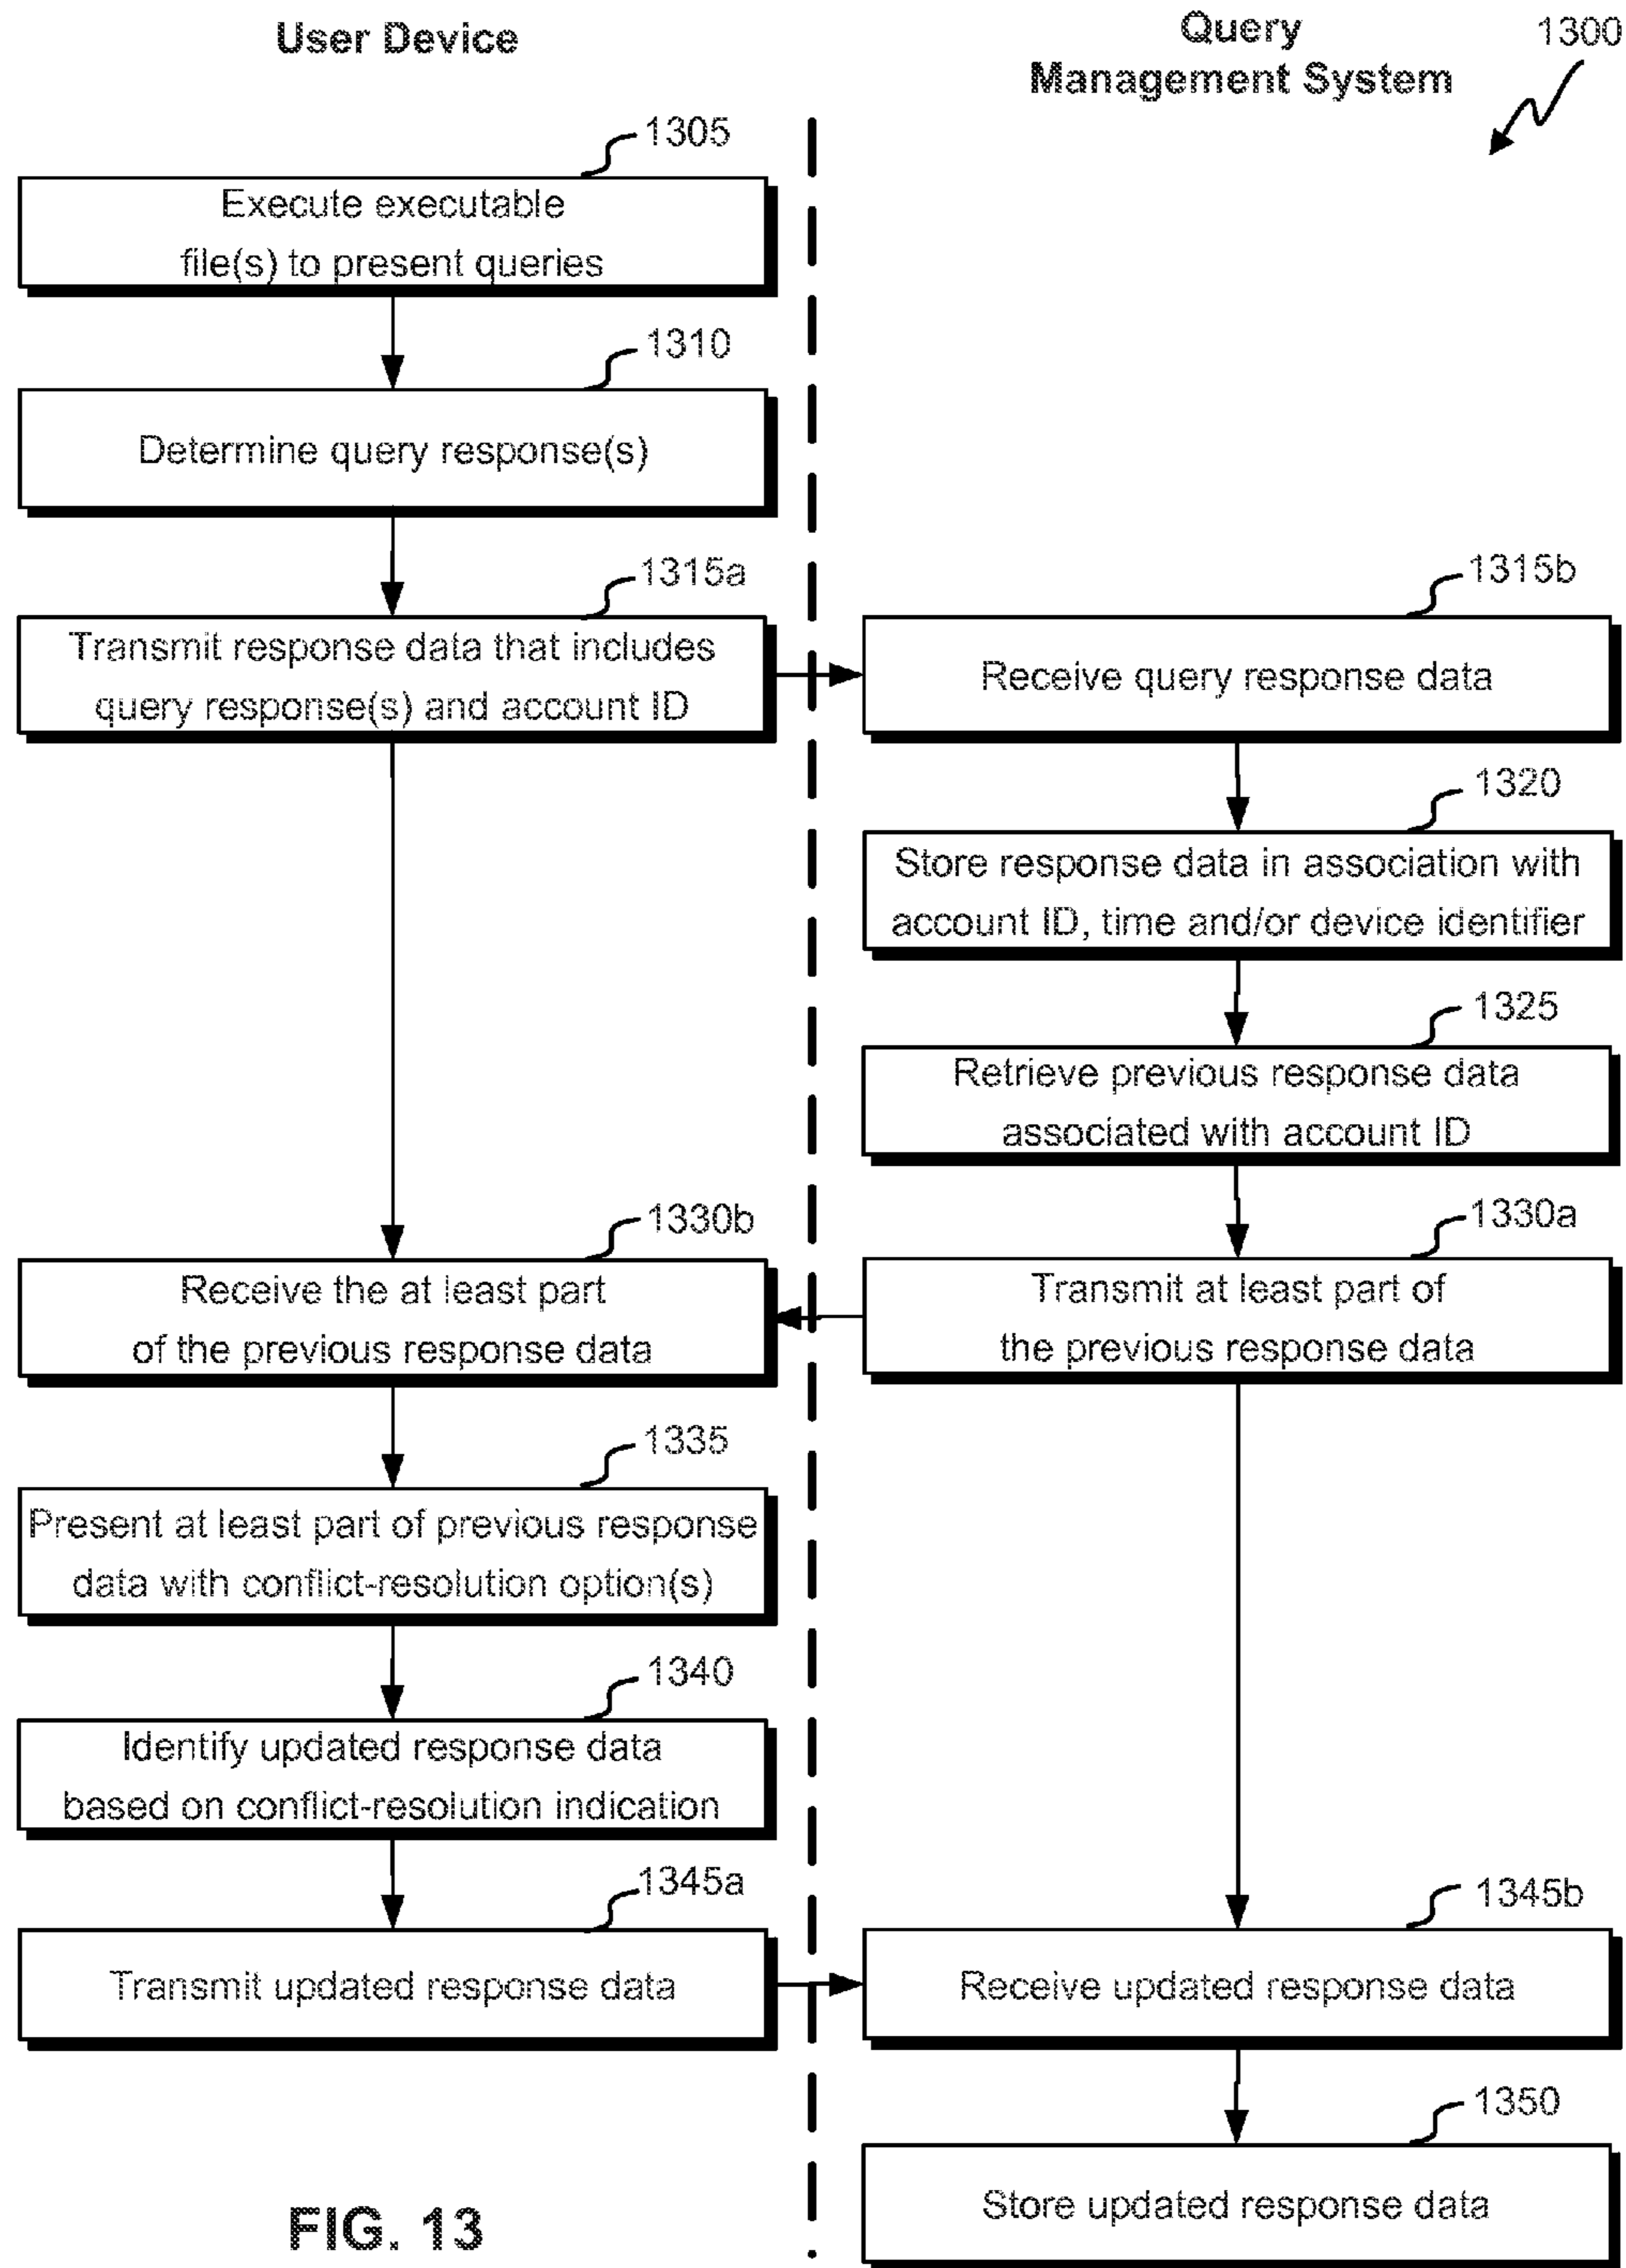 User Device
Query
Management System
1300
1305
Execute executable
file(s) to present queries
1310
Determine query response(s)
1315a
Transmit response data that includes
query response(s) and account ID
1315b
Receive query response data
1320
Store response data in association with
account ID, time and/or device identifier
1325
Retrieve previous response data
associated with account ID
1330b
Receive the at least part
of the previous response data
1330a
Transmit at least part of
the previous response data
1335
Present at least part of previous response
data with conflict-resolution option(s)
1340
Identify updated response data
based on conflict-resolution indication
1345a
Transmit updated response data
1345b
Receive updated response data
1350
Store updated response data
FIG. 13